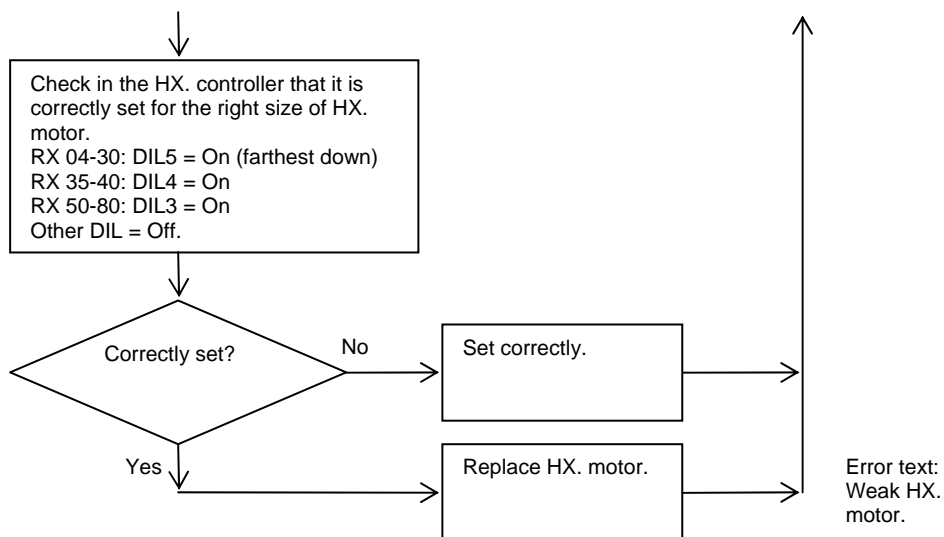 Check in the HX. controller that it is
correctly set for the right size of HX.
motor.
RX 04-30: DIL5 = On (farthest down)
RX 35-40: DIL4 = On
RX 50-80: DIL3 = On
Other DIL = Off.
Correctly set?
No
Set correctly.
Yes
Replace HX. motor.
Error text:
Weak HX.
motor.